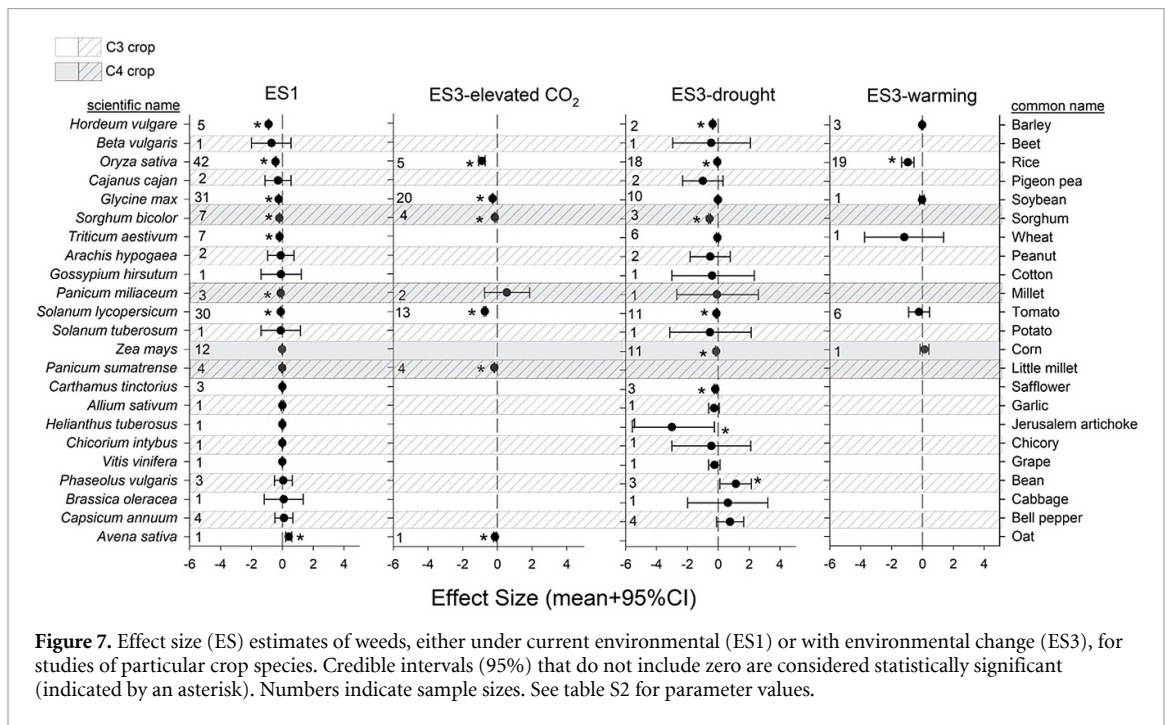 C3 crop
C4 crop
ES1 ES3-elevated CO2 ES3-drought ES3-warming
scientific name common name
Hordeum vulgare 5 * 2 * 3 Barley
Beta vulgaris 1 1 Beet
Oryza sativa 42 * 5 * 18 * 19 * Rice
Cajanus cajan 2 2 Pigeon pea
Glycine max 31 * 20 * 10 1 Soybean
Sorghum bicolor 7 * 4 * 3 * Sorghum
Triticum aestivum 7 * 6 1 Wheat
Arachis hypogaea 2 2 Peanut
Gossypium hirsutum 1 1 Cotton
Panicum miliaceum 3 * 2 1 Millet
Solanum lycopersicum 30 * 13 * 11 * 6 Tomato
Solanum tuberosum 1 1 Potato
Zea mays 12 11 * 1 Corn
Panicum sumatrense 4 4 * Little millet
Carthamus tinctorius 3 3 * Safflower
Allium sativum 1 1 Garlic
Helianthus tuberosus 1 1 * Jerusalem artichoke
Chicorium intybus 1 1 Chicory
Vitis vinifera 1 1 Grape
Phaseolus vulgaris 3 3 * Bean
Brassica oleracea 1 1 Cabbage
Capsicum annuum 4 4 Bell pepper
Avena sativa 1 * 1 * Oat
-6 -4 -2 0 2 4 -6 -4 -2 0 2 4 -6 -4 -2 0 2 4 -6 -4 -2 0 2 4
Effect Size (mean+95%CI)
Figure 7. Effect size (ES) estimates of weeds, either under current environmental (ES1) or with environmental change (ES3), for
studies of particular crop species. Credible intervals (95%) that do not include zero are considered statistically significant
(indicated by an asterisk). Numbers indicate sample sizes. See table S2 for parameter values.